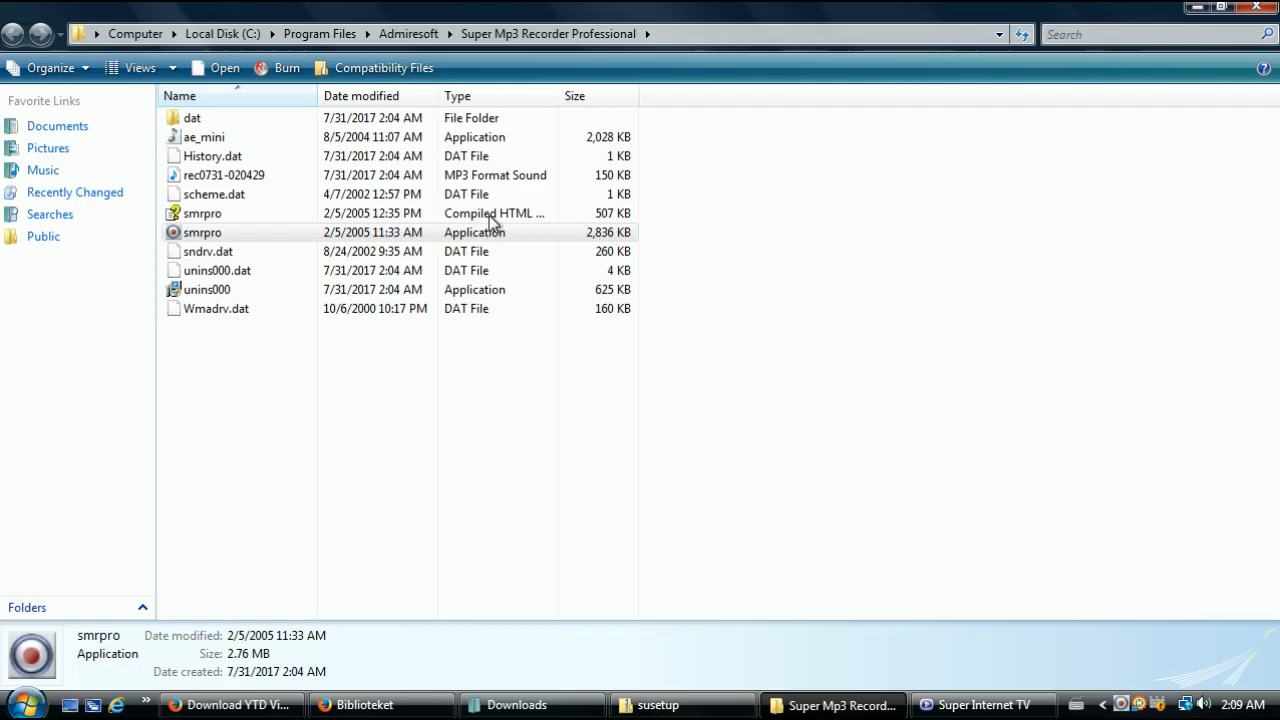 Computer Local Disk (C:) Program Files Admiresoft Super Mp3 Recorder Professional Search
Organize Views Open Burn Compatibility Files
Favorite Links
Documents
Pictures
Music
Recently Changed
Searches
Public
Folders
Name Date modified Type Size
dat 7/31/2017 2:04 AM File Folder
ae_mini 8/5/2004 11:07 AM Application 2,028 KB
History.dat 7/31/2017 2:04 AM DAT File 1 KB
rec0731-020429 7/31/2017 2:04 AM MP3 Format Sound 150 KB
scheme.dat 4/7/2002 12:57 PM DAT File 1 KB
smrpro 2/5/2005 12:35 PM Compiled HTML ... 507 KB
smrpro 2/5/2005 11:33 AM Application 2,836 KB
sndrv.dat 8/24/2002 9:35 AM DAT File 260 KB
unins000.dat 7/31/2017 2:04 AM DAT File 4 KB
unins000 7/31/2017 2:04 AM Application 625 KB
Wmadrv.dat 10/6/2000 10:17 PM DAT File 160 KB
smrpro Date modified: 2/5/2005 11:33 AM
Application Size: 2.76 MB
Date created: 7/31/2017 2:04 AM
Download YTD Vi... Biblioteket Downloads susetup Super Mp3 Record... Super Internet TV 2:09 AM